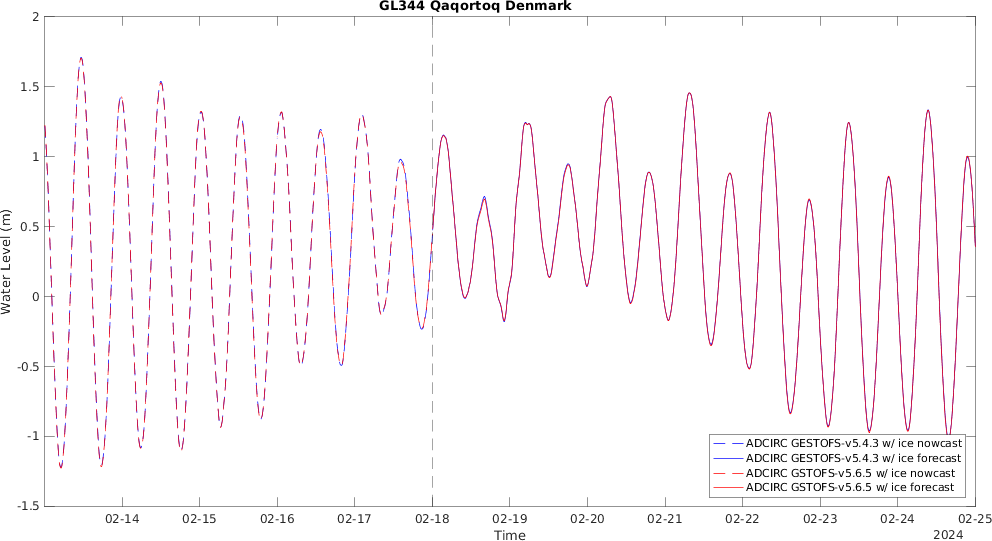 GL344 Qaqortoq Denmark
2
1.5
1
0.5
0
-0.5
-1
-1.5
Water Level (m)
ADCIRC GESTOFS-v5.4.3 w/ ice nowcast
ADCIRC GESTOFS-v5.4.3 w/ ice forecast
ADCIRC GSTOFS-v5.6.5 w/ ice nowcast
ADCIRC GSTOFS-v5.6.5 w/ ice forecast
02-14 02-15 02-16 02-17 02-18 02-19 02-20 02-21 02-22 02-23 02-24 02-25
Time
2024